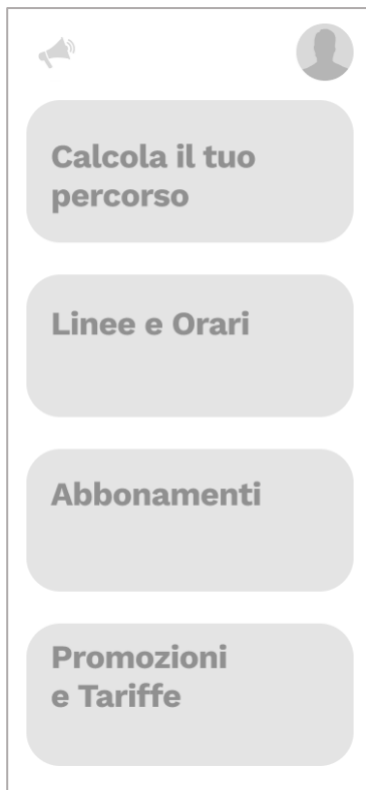 Calcola il tuo
percorso
Linee e Orari
Abbonamenti
Promozioni
e Tariffe